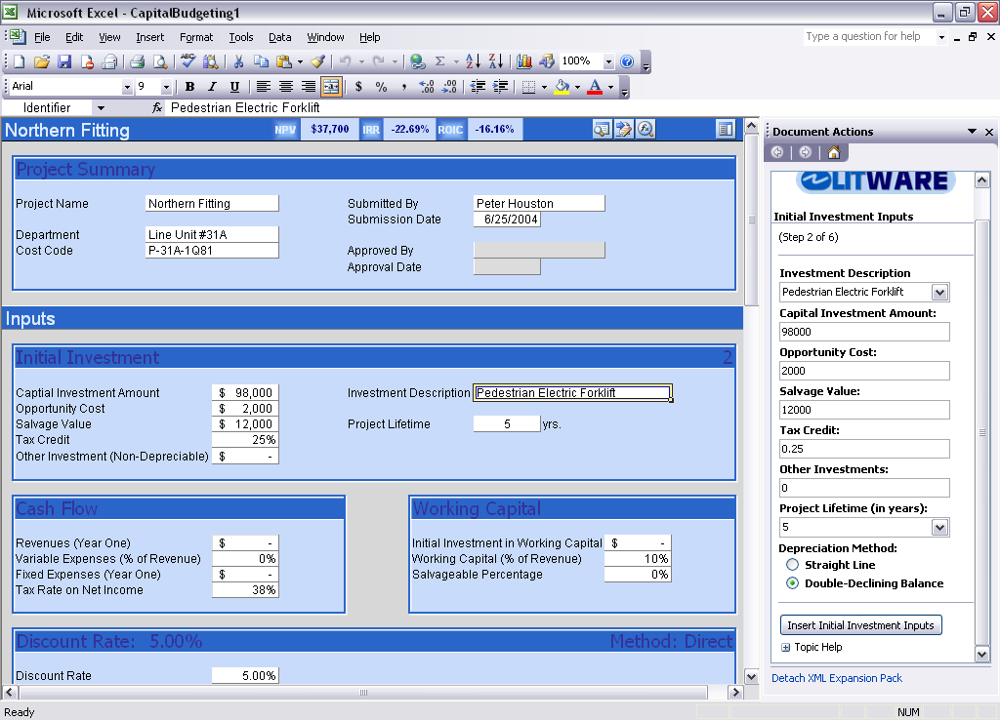 Microsoft Excel - CapitalBudgeting1
File Edit View Insert Format Tools Data Window Help
Type a question for help
100%
Arial 9 B I U $ % , A
Identifier fx Pedestrian Electric Forklift
Northern Fitting NPV $37,700 IRR -22.69% ROIC -16.16%
Project Summary
Project Name Northern Fitting Submitted By Peter Houston
Submission Date 6/25/2004
Department Line Unit #31A
Cost Code P-31A-1Q81 Approved By
Approval Date
Inputs
Initial Investment 2
Captial Investment Amount $ 98,000 Investment Description Pedestrian Electric Forklift
Opportunity Cost $ 2,000
Salvage Value $ 12,000 Project Lifetime 5 yrs.
Tax Credit 25%
Other Investment (Non-Depreciable) $ -
Cash Flow
Revenues (Year One) $ -
Variable Expenses (% of Revenue) 0%
Fixed Expenses (Year One) $ -
Tax Rate on Net Income 38%
Working Capital
Initial Investment in Working Capital $ -
Working Capital (% of Revenue) 10%
Salvageable Percentage 0%
Discount Rate: 5.00% Method: Direct
Discount Rate 5.00%
Document Actions
LITWARE
Initial Investment Inputs
(Step 2 of 6)
Investment Description
Pedestrian Electric Forklift
Capital Investment Amount:
98000
Opportunity Cost:
2000
Salvage Value:
12000
Tax Credit:
0.25
Other Investments:
0
Project Lifetime (in years):
5
Depreciation Method:
Straight Line
Double-Declining Balance
Insert Initial Investment Inputs
Topic Help
Detach XML Expansion Pack
Ready NUM